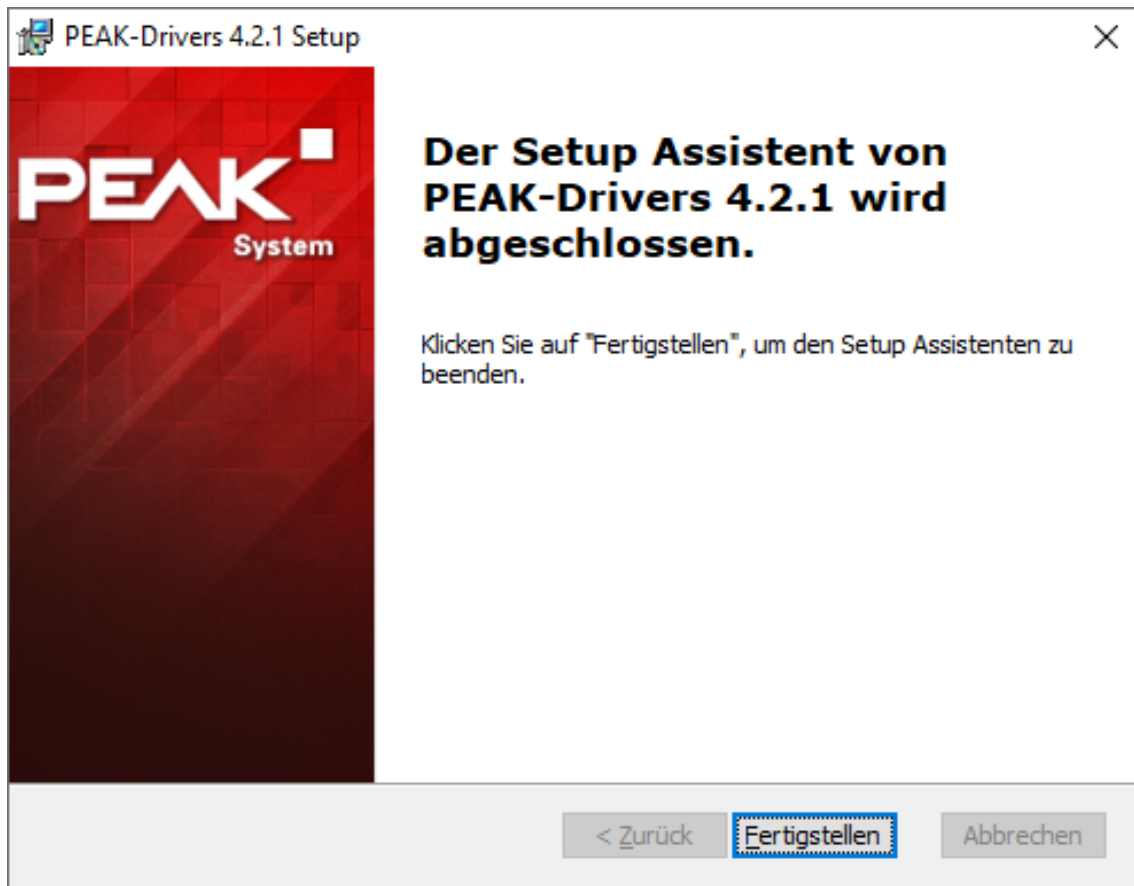 PEAK-Drivers 4.2.1 Setup
PEAK
System
Der Setup Assistent von
PEAK-Drivers 4.2.1 wird
abgeschlossen.
Klicken Sie auf "Fertigstellen", um den Setup Assistenten zu
beenden.
< Zurück Fertigstellen Abbrechen